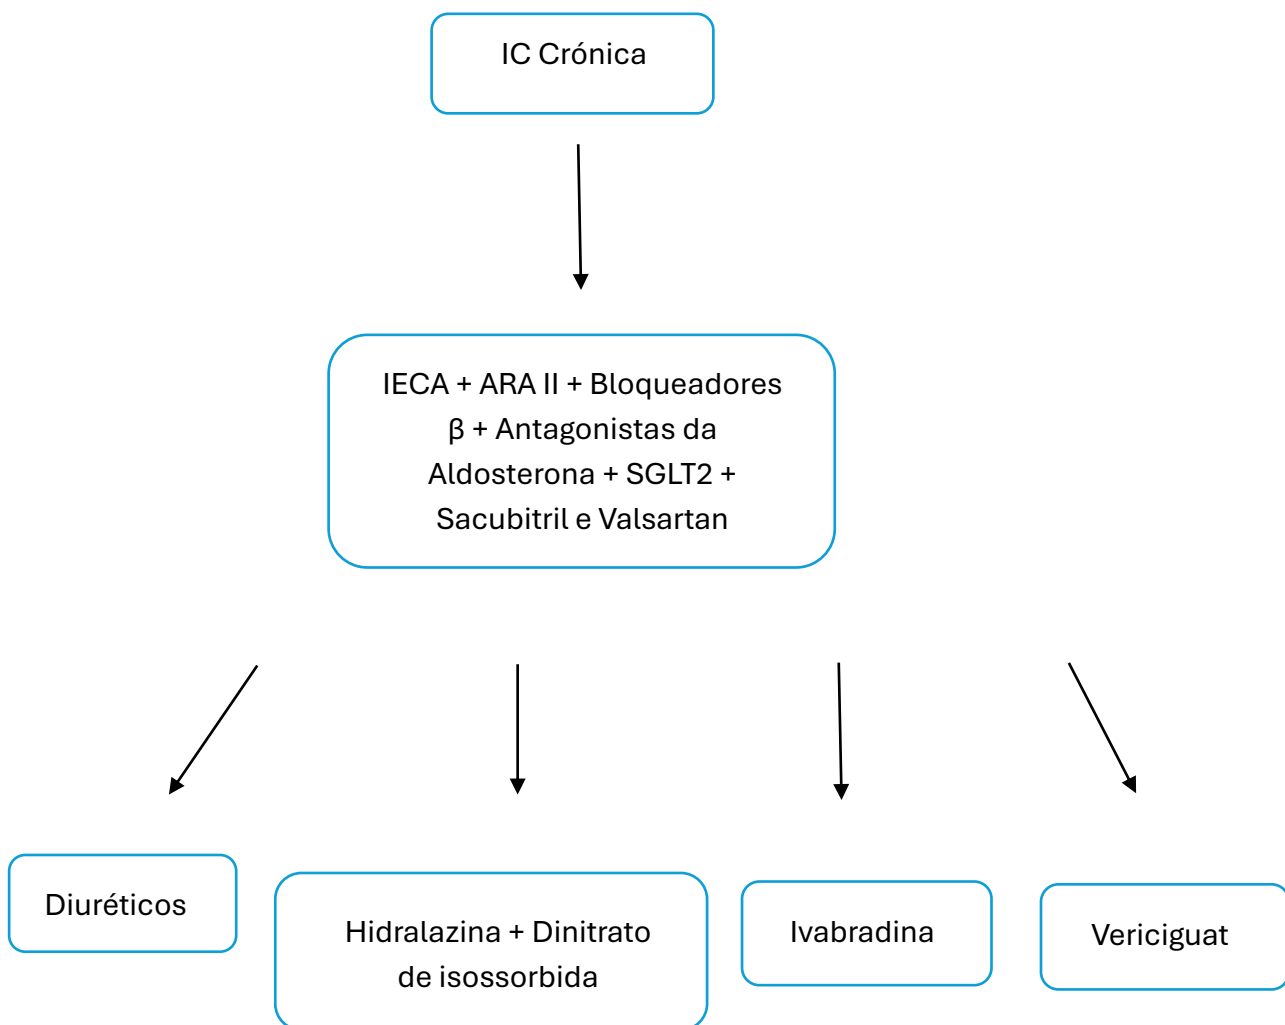 IC Crónica
IECA + ARA II + Bloqueadores
β + Antagonistas da
Aldosterona + SGLT2 +
Sacubitril e Valsartan
Diuréticos
Hidralazina + Dinitrato
de isossorbida
Ivabradina
Vericiguat